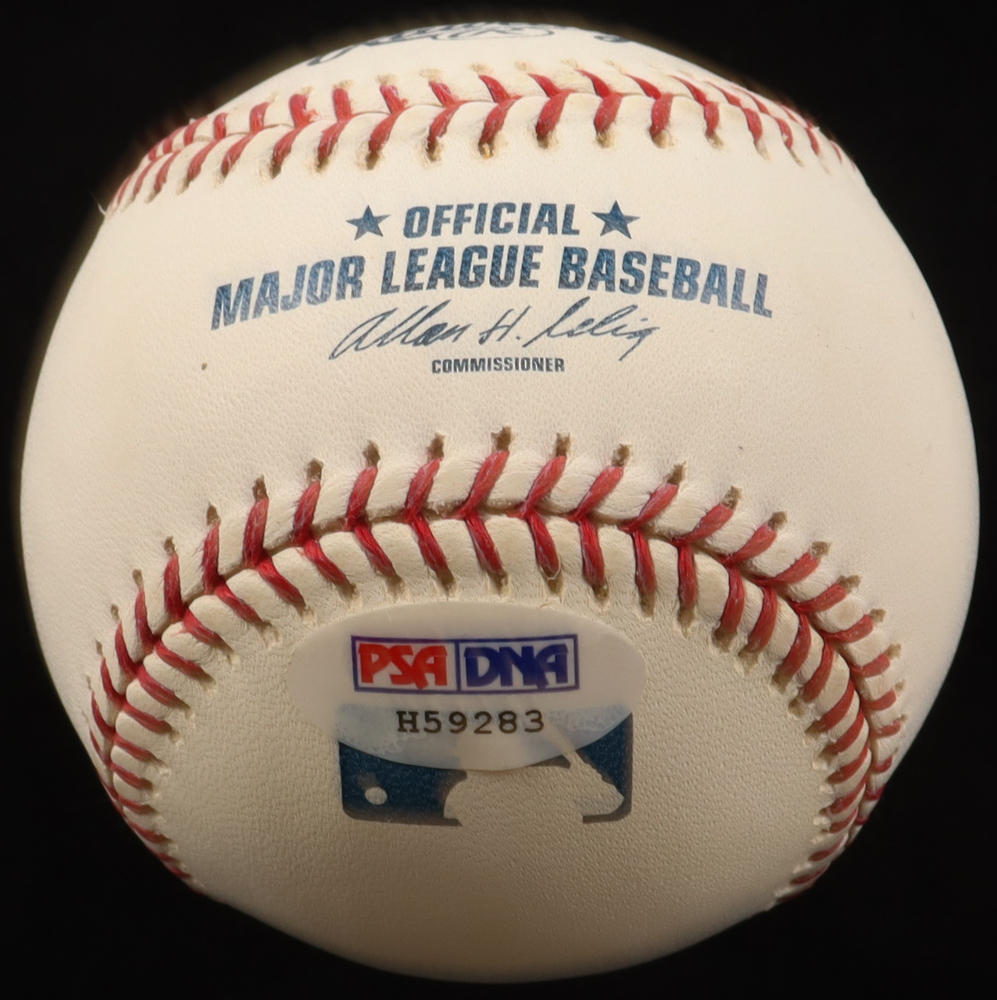 ★ OFFICIAL ★
MAJOR LEAGUE BASEBALL
Allan H. Selig
COMMISSIONER
PSA DNA
H59283